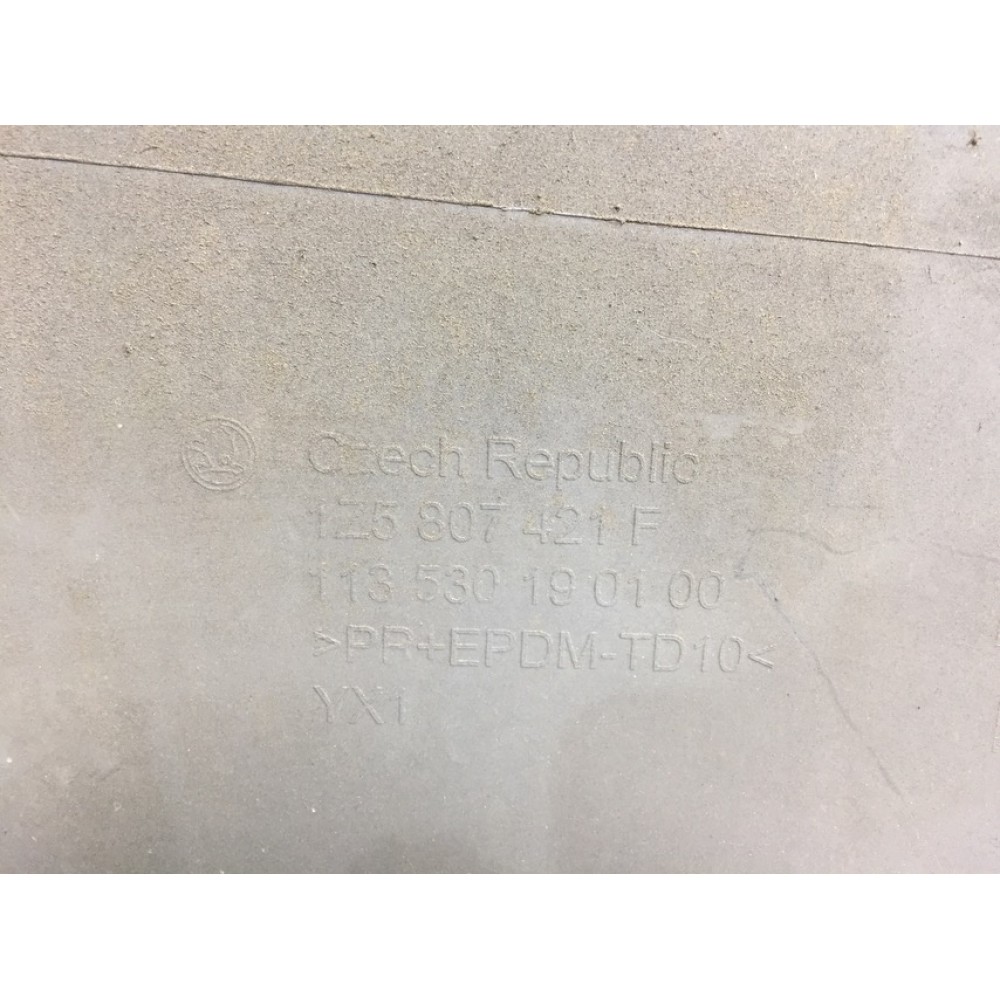 Czech Republic
1Z5 807 421 F
113 530 19 01 00
>PP+EPDM-TD10<
YX1